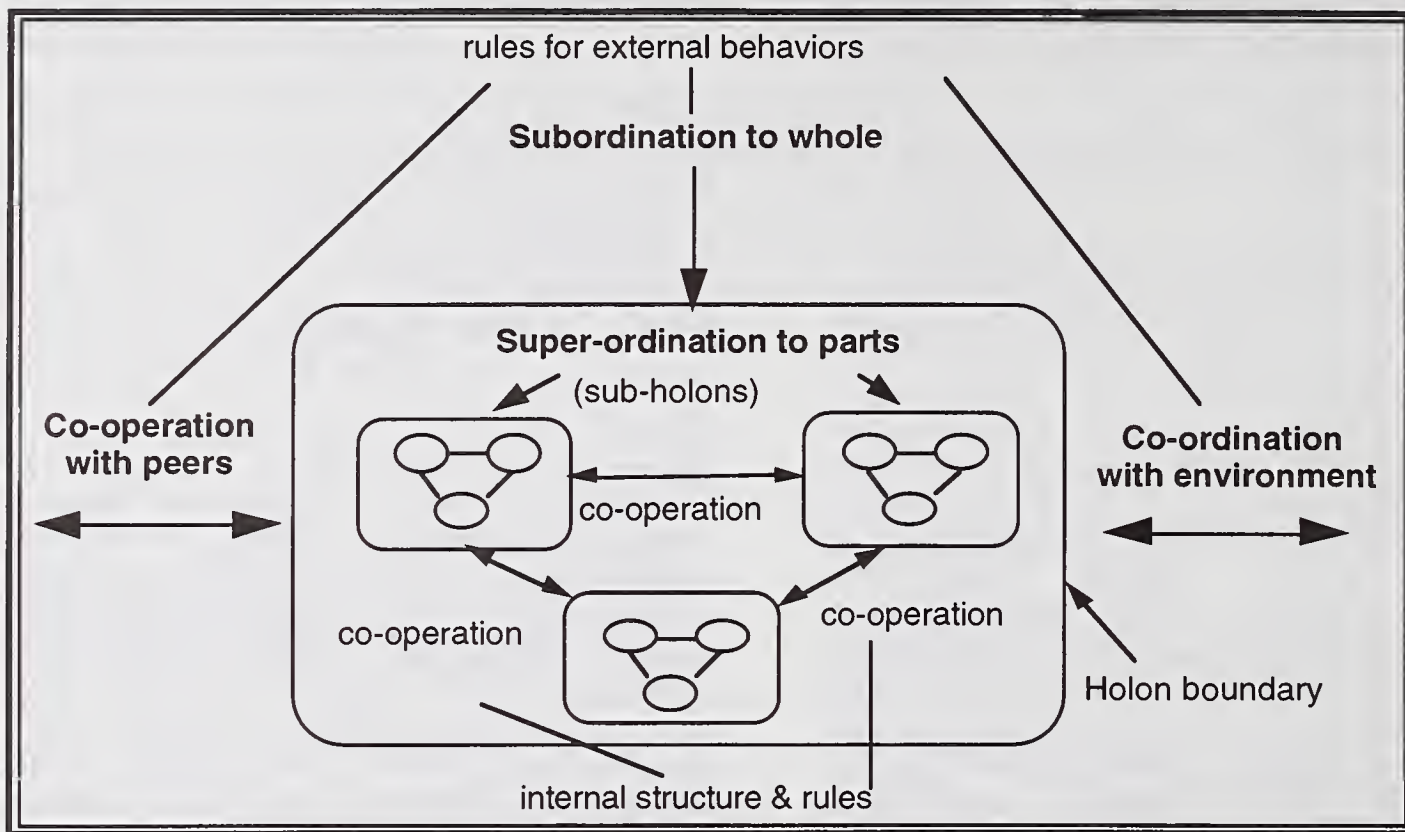 rules for external behaviors
Subordination to whole
Super-ordination to parts
(sub-holons)
Co-operation
with peers
Co-ordination
with environment
co-operation
co-operation
co-operation
Holon boundary
internal structure & rules